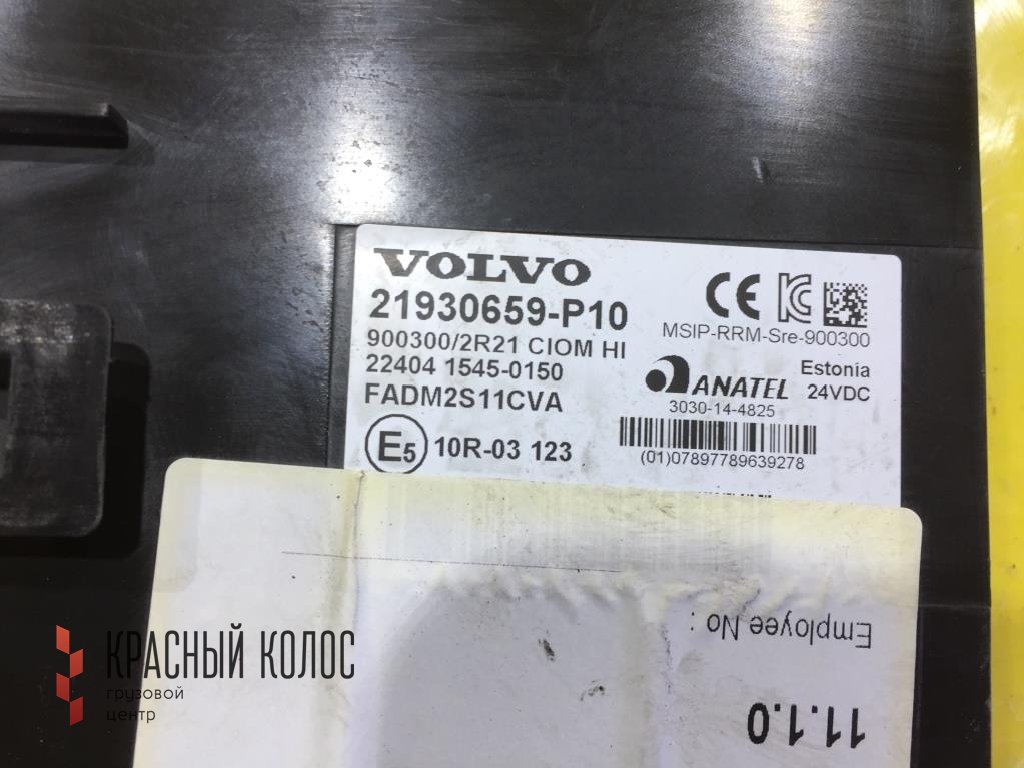 VOLVO
21930659-P10
900300/2R21 CIOM HI
22404 1545-0150
FADM2S11CVA
E5 10R-03 123
CE
MSIP-RRM-Sre-900300
ANATEL
Estonia
24VDC
3030-14-4825
(01)07897789639278
Employee No :
11.1.0
КРАСНЫЙ КОЛОС
грузовой
центр